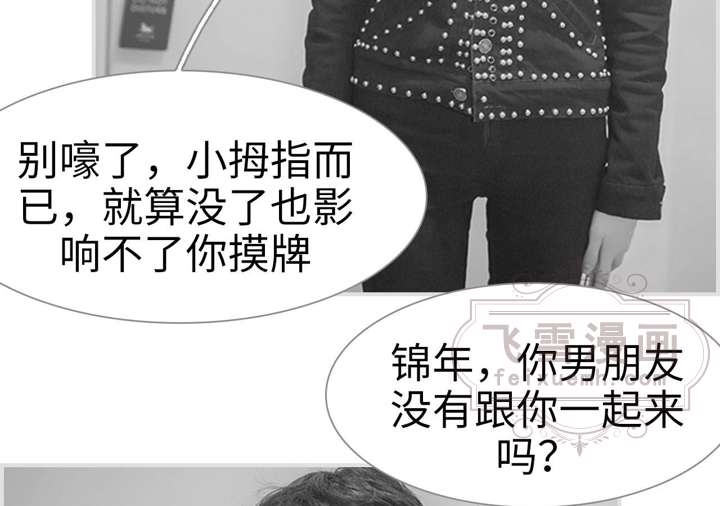 别嚎了，小拇指而
已，就算没了也影
响不了你摸牌
飞雪漫画
feixuemh.com
锦年，你男朋友
没有跟你一起来
吗？